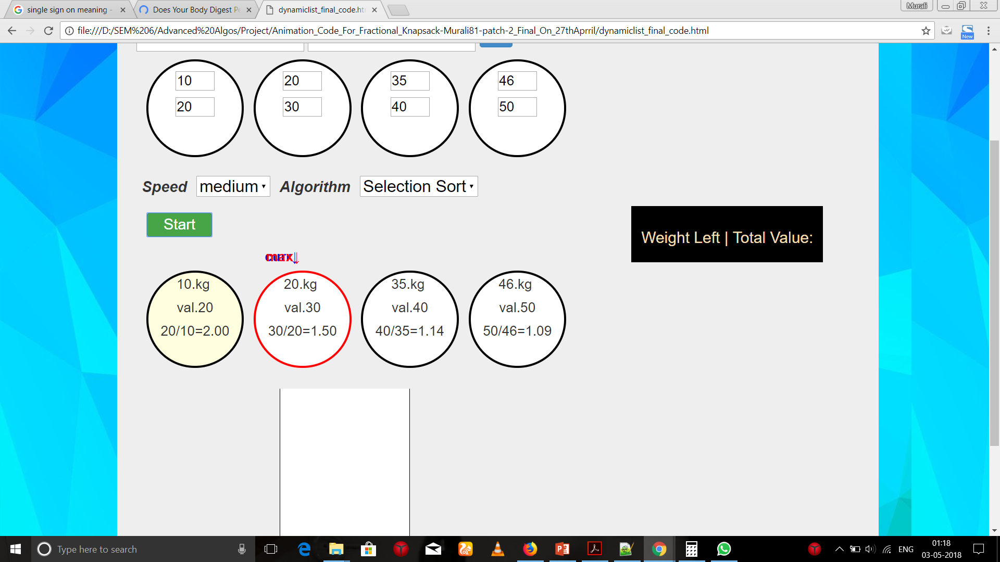 single sign on meaning -
Does Your Body Digest Pe
dynamiclist_final_code.htm
Murali
file:///D:/SEM%206/Advanced%20Algos/Project/Animation_Code_For_Fractional_Knapsack-Murali81-patch-2_Final_On_27thAprril/dynamiclist_final_code.html
New
10 20 35 46
20 30 40 50
Speed medium Algorithm Selection Sort
Start
Weight Left | Total Value:
max↓
10.kg 20.kg 35.kg 46.kg
val.20 val.30 val.40 val.50
20/10=2.00 30/20=1.50 40/35=1.14 50/46=1.09
Type here to search
ENG
01:18
03-05-2018